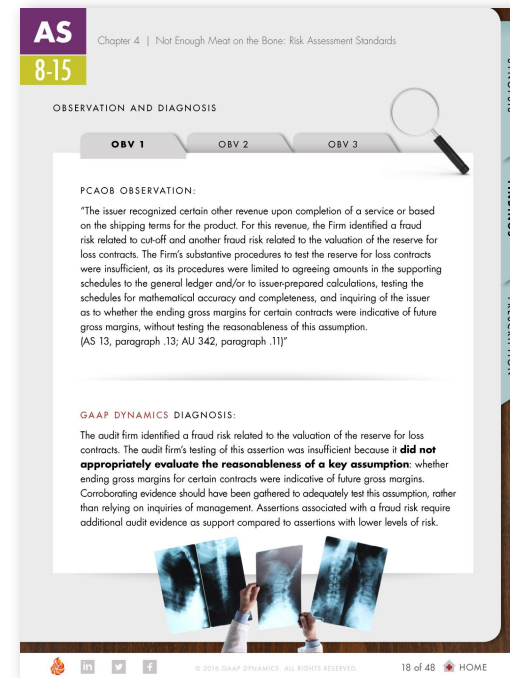 AS
8-15
Chapter 4 | Not Enough Meat on the Bone: Risk Assessment Standards
OBSERVATION AND DIAGNOSIS
OBV 1
OBV 2
OBV 3
PCAOB OBSERVATION:
"The issuer recognized certain other revenue upon completion of a service or based
on the shipping terms for the product. For this revenue, the Firm identified a fraud
risk related to cut-off and another fraud risk related to the valuation of the reserve for
loss contracts. The Firm's substantive procedures to test the reserve for loss contracts
were insufficient, as its procedures were limited to agreeing amounts in the supporting
schedules to the general ledger and/or to issuer-prepared calculations, testing the
schedules for mathematical accuracy and completeness, and inquiring of the issuer
as to whether the ending gross margins for certain contracts were indicative of future
gross margins, without testing the reasonableness of this assumption.
(AS 13, paragraph .13; AU 342, paragraph .11)"
GAAP DYNAMICS DIAGNOSIS:
The audit firm identified a fraud risk related to the valuation of the reserve for loss
contracts. The audit firm's testing of this assertion was insufficient because it did not
appropriately evaluate the reasonableness of a key assumption: whether
ending gross margins for certain contracts were indicative of future gross margins.
Corroborating evidence should have been gathered to adequately test this assumption, rather
than relying on inquiries of management. Assertions associated with a fraud risk require
additional audit evidence as support compared to assertions with lower levels of risk.
in
f
© 2016 GAAP DYNAMICS, ALL RIGHTS RESERVED.
18 of 48
HOME